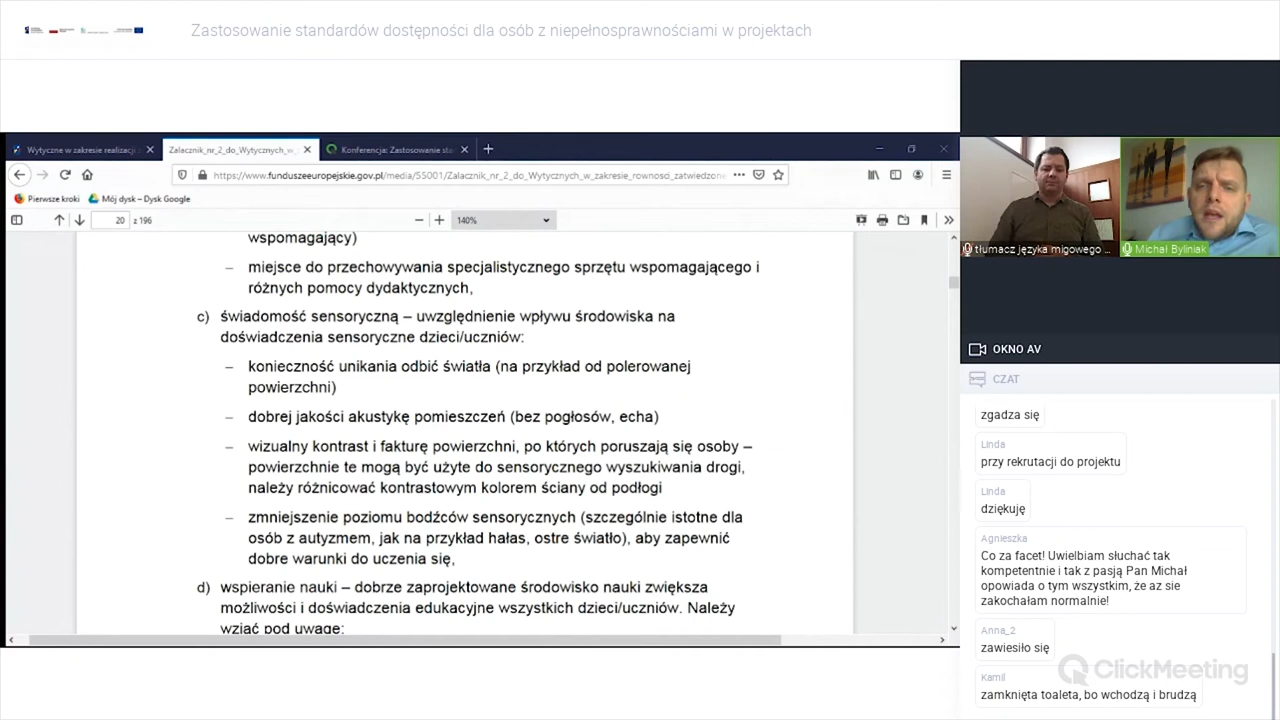 Zastosowanie standardów dostępności dla osób z niepełnosprawnościami w projektach
Wytyczne w zakresie realizacji
Zalacznik_nr_2_do_Wytycznych_w_
Konferencja: Zastosowanie sta
https://www.funduszeeuropejskie.gov.pl/media/55001/Zalacznik_nr_2_do_Wytycznych_w_zakresie_rownosci_zatwiedzone
Pierwsze kroki
Mój dysk – Dysk Google
20 z 196
140%
wspomagający)
– miejsce do przechowywania specjalistycznego sprzętu wspomagającego i
różnych pomocy dydaktycznych,
c) świadomość sensoryczną – uwzględnienie wpływu środowiska na
doświadczenia sensoryczne dzieci/uczniów:
– konieczność unikania odbić światła (na przykład od polerowanej
powierzchni)
– dobrej jakości akustykę pomieszczeń (bez pogłosów, echa)
– wizualny kontrast i fakturę powierzchni, po których poruszają się osoby –
powierzchnie te mogą być użyte do sensorycznego wyszukiwania drogi,
należy różnicować kontrastowym kolorem ściany od podłogi
– zmniejszenie poziomu bodźców sensorycznych (szczególnie istotne dla
osób z autyzmem, jak na przykład hałas, ostre światło), aby zapewnić
dobre warunki do uczenia się,
d) wspieranie nauki – dobrze zaprojektowane środowisko nauki zwiększa
możliwości i doświadczenia edukacyjne wszystkich dzieci/uczniów. Należy
wziąć pod uwagę:
tłumacz języka migowego ...
Michał Byliniak
OKNO AV
CZAT
zgadza się
Linda
przy rekrutacji do projektu
Linda
dziękuję
Agnieszka
Co za facet! Uwielbiam słuchać tak
kompetentnie i tak z pasją Pan Michał
opowiada o tym wszystkim, że az sie
zakochałam normalnie!
Anna_2
zawiesiło się
Kamil
zamknięta toaleta, bo wchodzą i brudzą
ClickMeeting